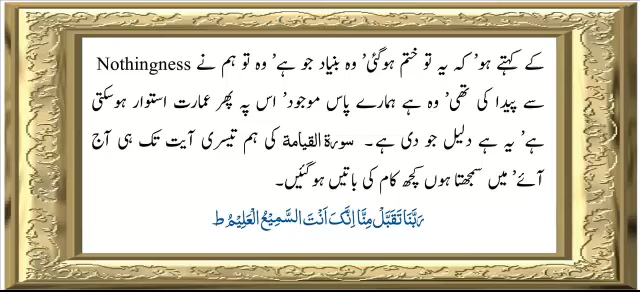 کے کہتے ہو’ کہ یہ تو ختم ہوگئی’ وہ بنیاد جو ہے’ وہ تو ہم نے Nothingness
سے پیدا کی تھی’ وہ ہے ہمارے پاس موجود’ اس پہ پھر عمارت استوار ہوسکتی
ہے’ یہ ہے دلیل جو دی ہے۔ سورۃ القیامۃ کی ہم تیسری آیت تک ہی آج
آئے’ میں سمجھتا ہوں کچھ کام کی باتیں ہوگئیں۔
رَبَّنَا تَقَبَّلْ مِنَّا اِنَّکَ اَنْتَ السَّمِیْعُ الْعَلِیْمُ ط